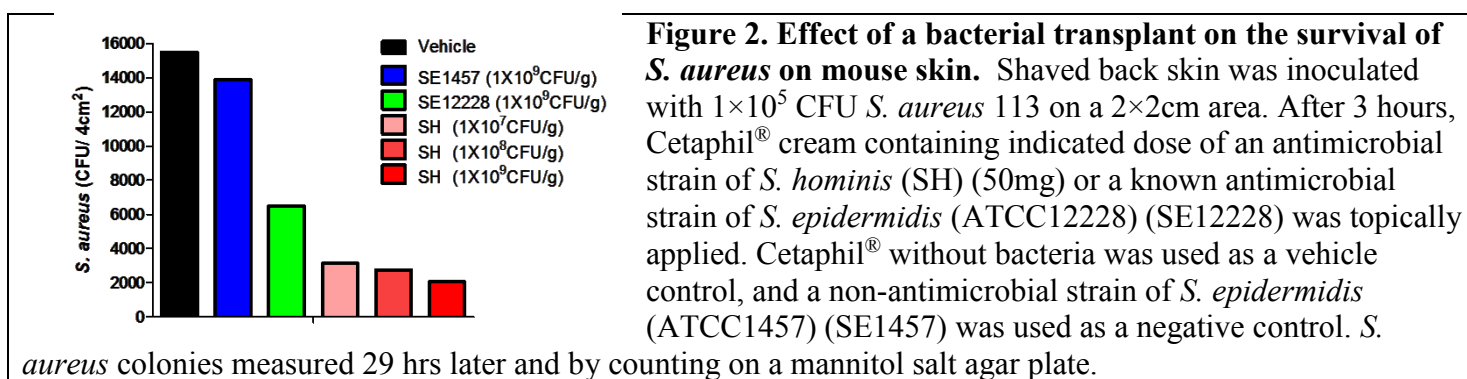 16000
14000
12000
10000
8000
6000
4000
2000
0
S. aureus (CFU/ 4cm²)
Vehicle
SE1457 (1X10⁹CFU/g)
SE12228 (1X10⁹CFU/g)
SH (1X10⁷CFU/g)
SH (1X10⁸CFU/g)
SH (1X10⁹CFU/g)
Figure 2. Effect of a bacterial transplant on the survival of
S. aureus on mouse skin. Shaved back skin was inoculated
with 1×10⁵ CFU S. aureus 113 on a 2×2cm area. After 3 hours,
Cetaphil® cream containing indicated dose of an antimicrobial
strain of S. hominis (SH) (50mg) or a known antimicrobial
strain of S. epidermidis (ATCC12228) (SE12228) was topically
applied. Cetaphil® without bacteria was used as a vehicle
control, and a non-antimicrobial strain of S. epidermidis
(ATCC1457) (SE1457) was used as a negative control. S.
aureus colonies measured 29 hrs later and by counting on a mannitol salt agar plate.